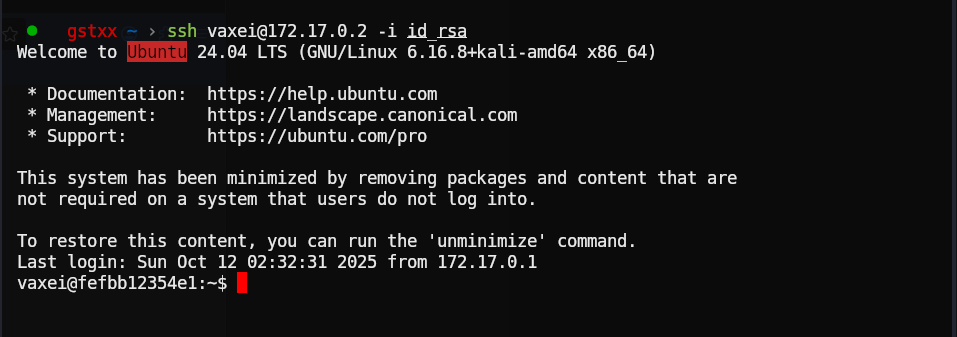 gstxx ~ › ssh vaxei@172.17.0.2 -i id_rsa
Welcome to Ubuntu 24.04 LTS (GNU/Linux 6.16.8+kali-amd64 x86_64)
* Documentation:  https://help.ubuntu.com
* Management:     https://landscape.canonical.com
* Support:        https://ubuntu.com/pro
This system has been minimized by removing packages and content that are
not required on a system that users do not log into.
To restore this content, you can run the 'unminimize' command.
Last login: Sun Oct 12 02:32:31 2025 from 172.17.0.1
vaxei@fefbb12354e1:~$